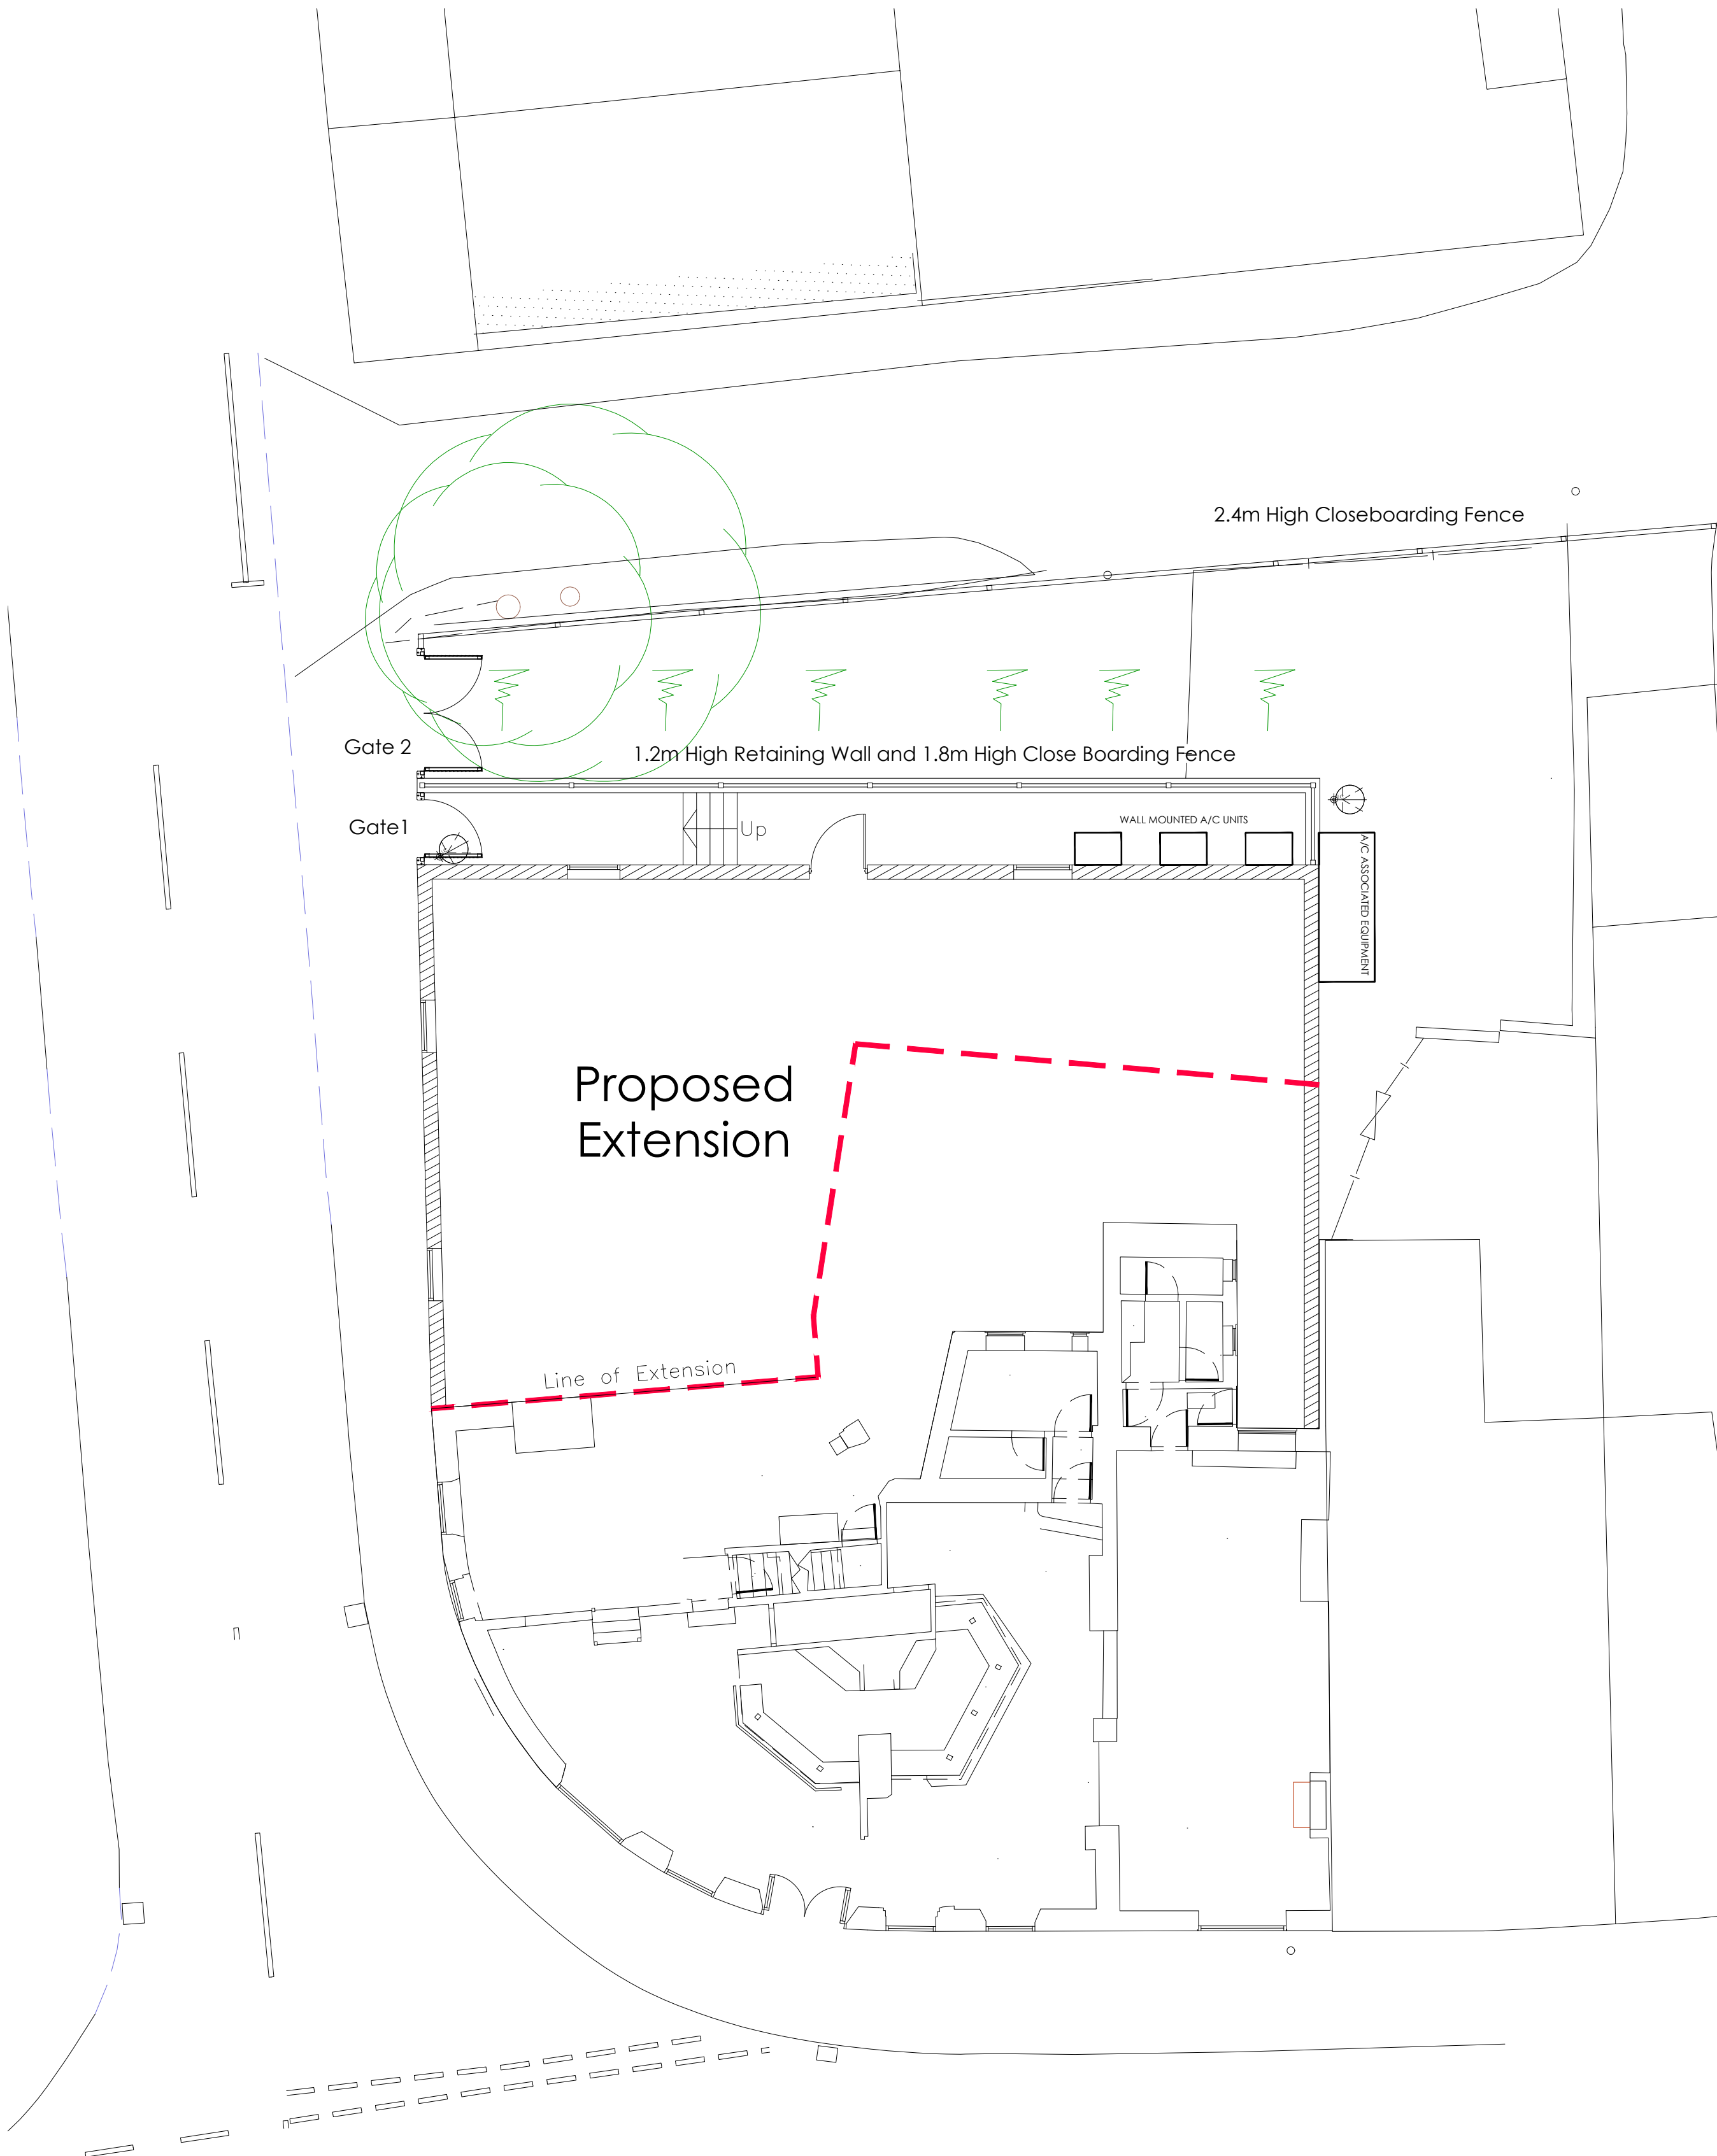 2.4m High Closeboarding Fence
Gate 2
1.2m High Retaining Wall and 1.8m High Close Boarding Fence
Gate1
Up
WALL MOUNTED A/C UNITS
A/C ASSOCIATED EQUIPMENT
Proposed
Extension
Line of Extension